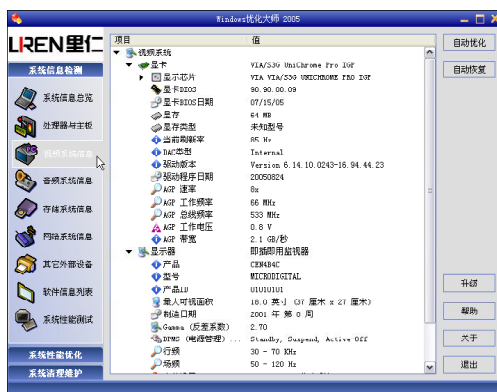 Windows优化大师 2005
LIREN里仁
系统信息检测
系统信息总览
处理器与主板
视频系统信息
音频系统信息
存储系统信息
网络系统信息
其它外部设备
软件信息列表
系统性能测试
系统性能优化
系统清理维护
项目 值
视频系统
显卡 VIA/S3G UniChrome Pro IGP
显示芯片 VIA VIA/S3G UNICHROME PRO IGP
显卡BIOS 90.90.00.09
显卡BIOS日期 07/15/05
显存 64 MB
显存类型 未知型号
当前刷新率 85 Hz
DAC类型 Internal
驱动版本 Version 6.14.10.0243-16.94.44.23
驱动程序日期 20050824
AGP 速率 8x
AGP 工作频率 66 MHz
AGP 总线频率 533 MHz
AGP 工作电压 0.8 V
AGP 带宽 2.1 GB/秒
显示器 即插即用监视器
产品 CEN4B4C
型号 MICRODIGITAL
产品ID 01010101
最大可视面积 18.0 英寸 (37 厘米 x 27 厘米)
制造日期 2001 年 第 0 周
Gamma (反差系数) 2.70
DPMS (电源管理) ... Standby, Suspend, Active Off
行频 30 - 70 KHz
场频 50 - 120 Hz
自动优化
自动恢复
升级
帮助
关于
退出